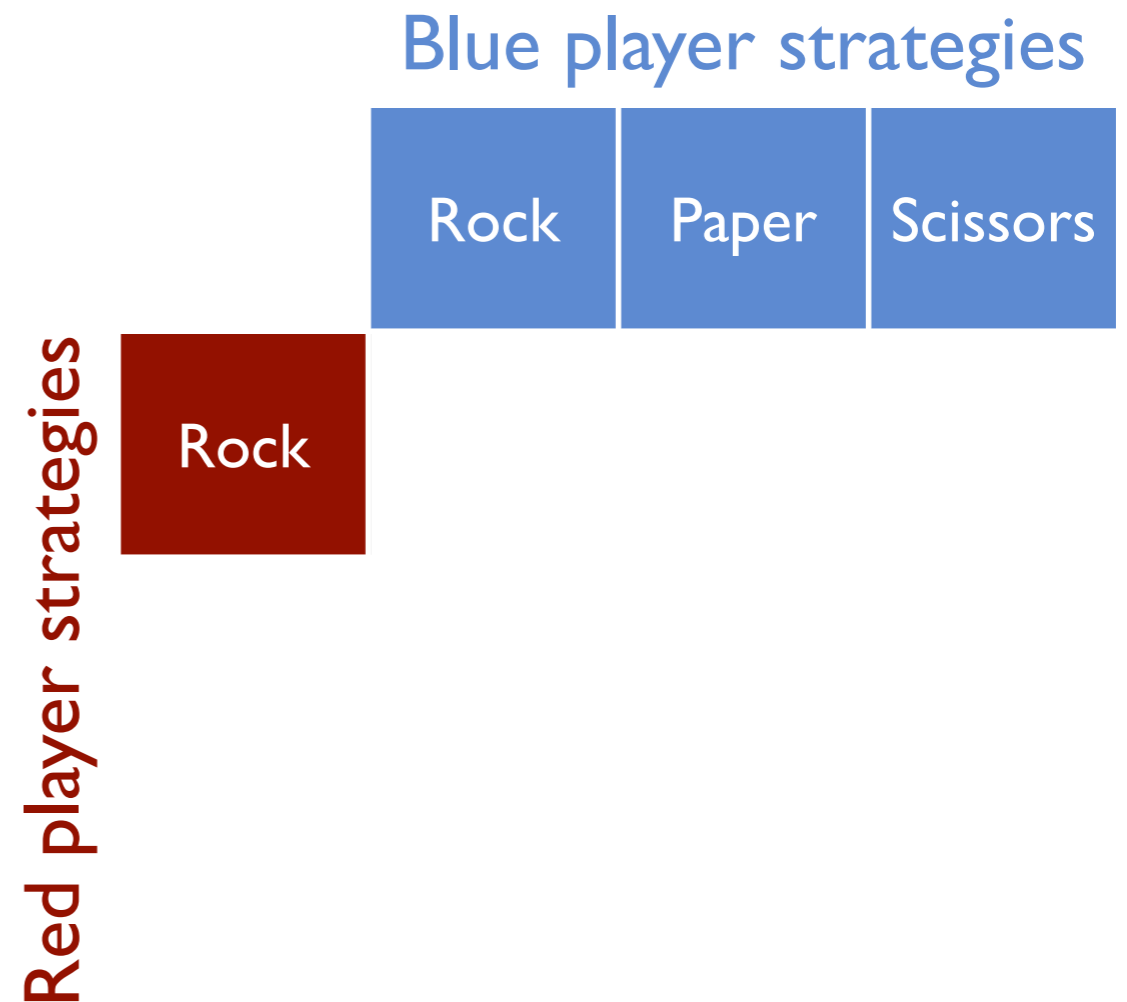 Blue player strategies
Rock Paper Scissors
Red player strategies
Rock